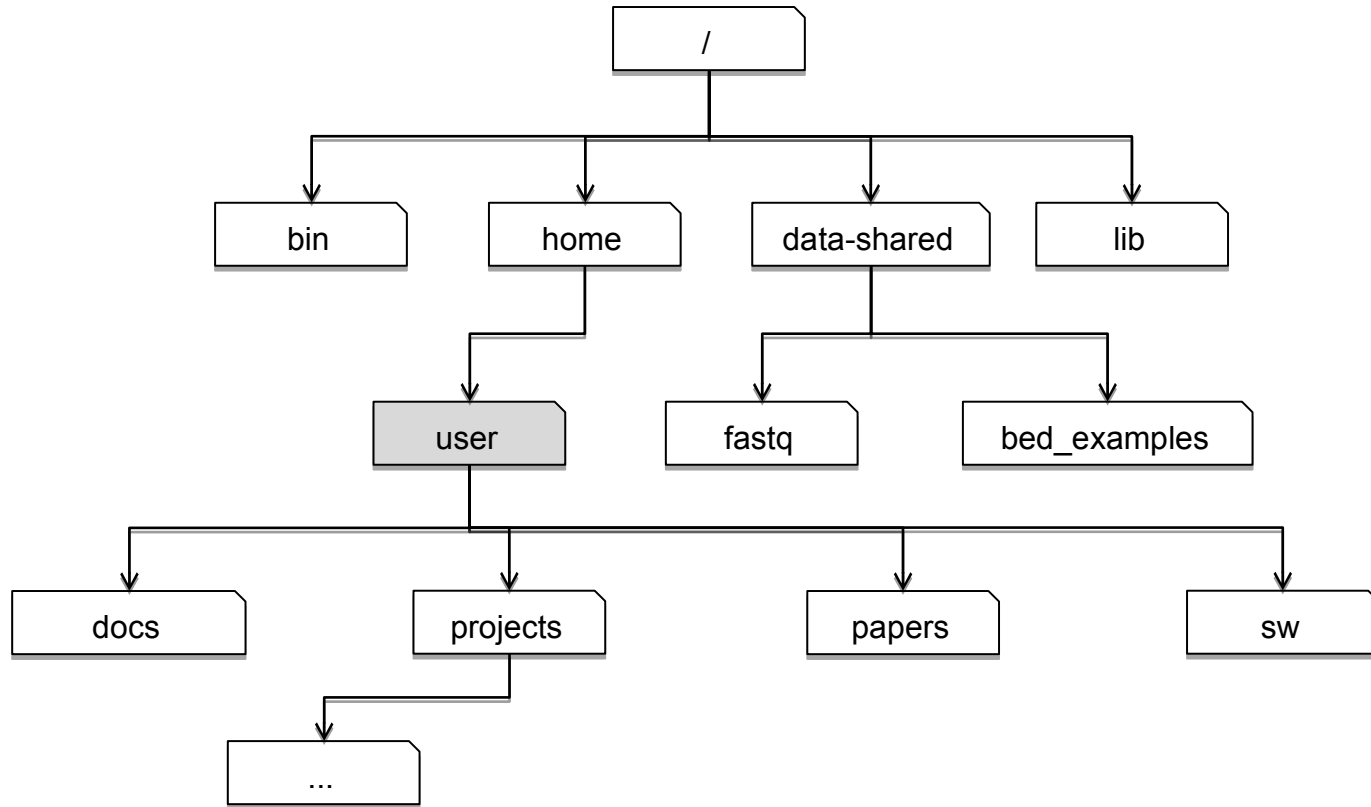 /
bin
home
data-shared
lib
user
fastq
bed_examples
docs
projects
papers
sw
...